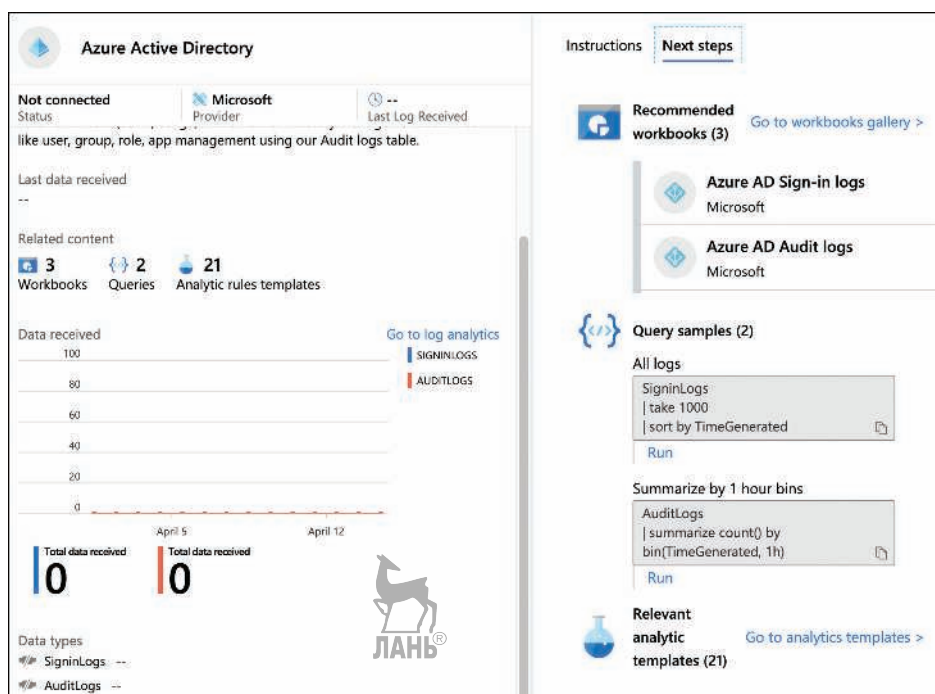 Azure Active Directory
Not connected
Status
Microsoft
Provider
--
Last Log Received
like user, group, role, app management using our Audit logs table.
Last data received
--
Related content
3
Workbooks
2
Queries
21
Analytic rules templates
Data received
Go to log analytics
100
80
60
40
20
0
SIGNINLOGS
AUDITLOGS
April 5
April 12
Total data received
0
Total data received
0
Data types
SigninLogs --
AuditLogs --
ЛАНЬ®
Instructions
Next steps
Recommended
workbooks (3)
Go to workbooks gallery >
Azure AD Sign-in logs
Microsoft
Azure AD Audit logs
Microsoft
Query samples (2)
All logs
SigninLogs
| take 1000
| sort by TimeGenerated
Run
Summarize by 1 hour bins
AuditLogs
| summarize count() by
bin(TimeGenerated, 1h)
Run
Relevant
analytic
templates (21)
Go to analytics templates >